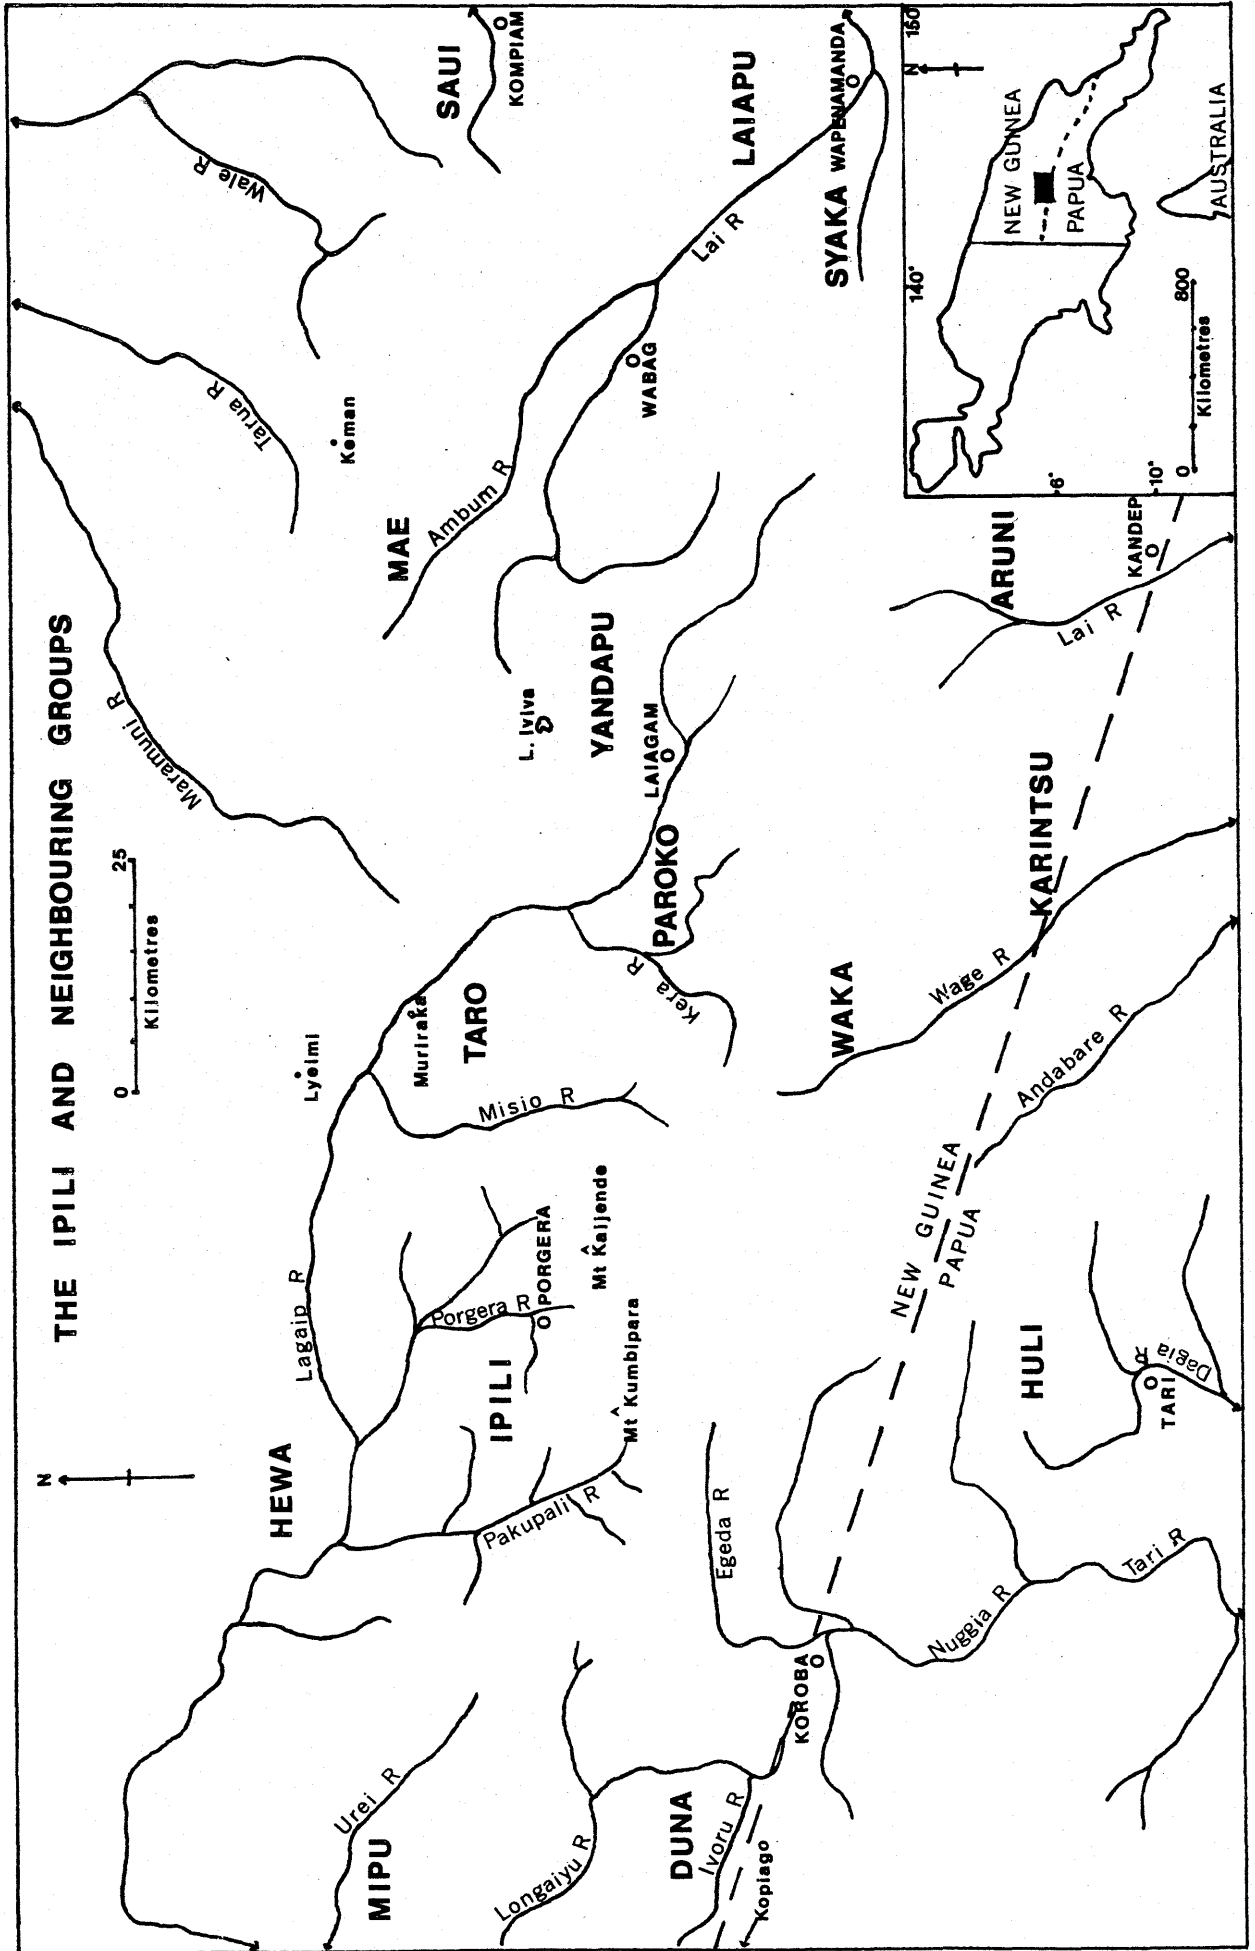 THE IPILI AND NEIGHBOURING GROUPS
0 25
Kilometres
N
HEWA
MIPU
Urei R
Longaiyu R
DUNA
Ivoru R
Kopiago
KOROBA
Egeda R
Nuggia R
Tari R
HULI
TARI
Dagia R
Pakupali R
IPILI
Mt Kumbipara
Mt Kaijende
PORGERA
Porgera R
Lagaip R
Lyeimi
Muriraka
TARO
Misio R
Kera R
PAROKO
WAKA
Wage R
Andabare R
NEW GUINEA
PAPUA
KARINTSU
Maramuni R
L. Iviva
YANDAPU
LAIAGAM
MAE
Ambum R
Keman
Tarua R
Wale R
WABAG
Lai R
SAUI
KOMPIAM
LAIAPU
SYAKA
WAPENAMANDA
ARUNI
Lai R
KANDEP
140°
150
N
NEW GUINEA
PAPUA
AUSTRALIA
6°
10°
0 800
Kilometres